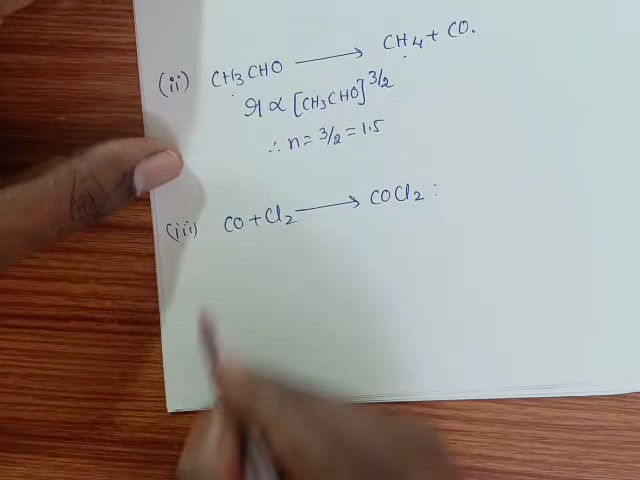 (ii) CH₃CHO ⟶ CH₄ + CO.
r ∝ [CH₃CHO]^3/2
∴ n = 3/2 = 1.5
(iii) CO + Cl₂ ⟶ COCl₂ :